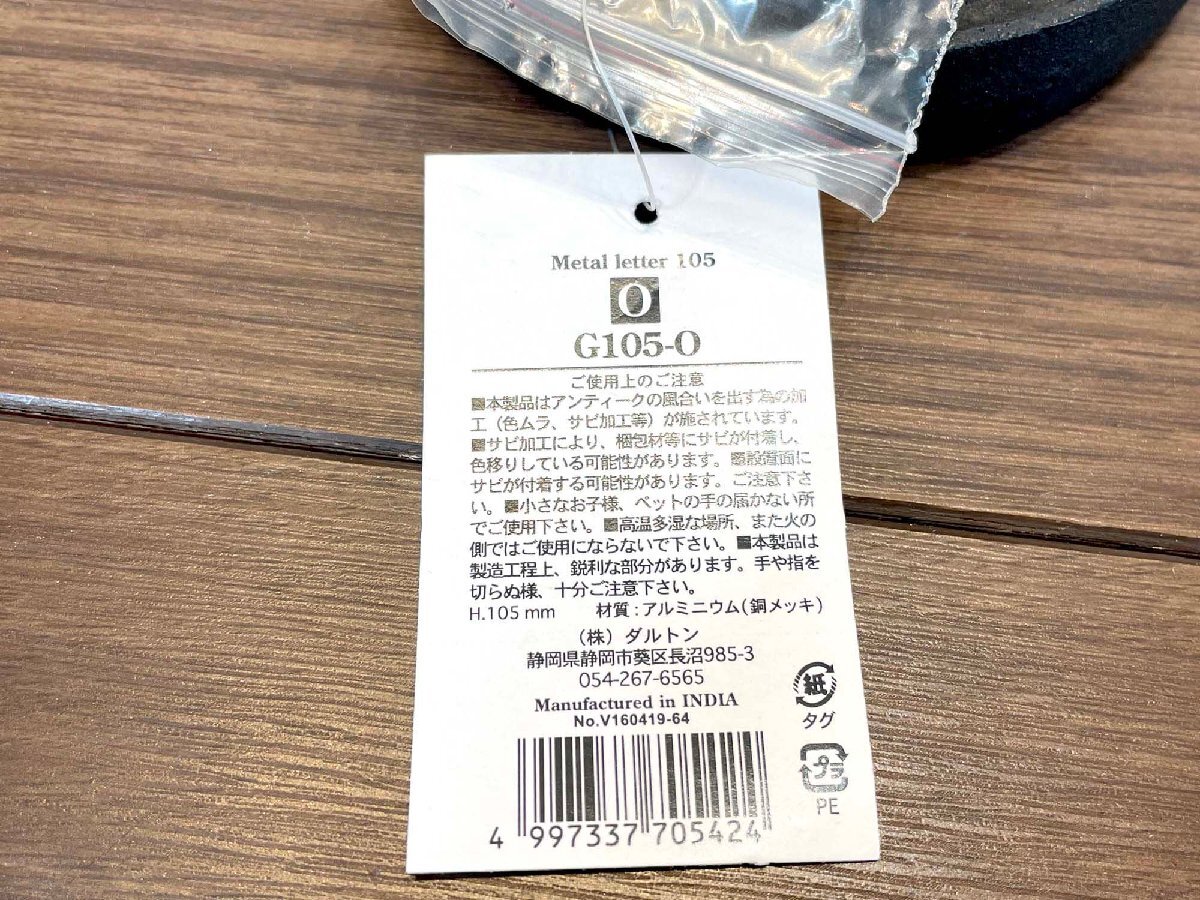 Metal letter 105
O
G105-O
ご使用上のご注意
■本製品はアンティークの風合いを出す為の加
工（色ムラ、サビ加工等）が施されています。
■サビ加工により、梱包材等にサビが付着し、
色移りしている可能性があります。■設置面に
サビが付着する可能性があります。ご注意下さ
い。■小さなお子様、ペットの手の届かない所
でご使用下さい。■高温多湿な場所、また火の
側ではご使用にならないで下さい。■本製品は
製造工程上、鋭利な部分があります。手や指を
切らぬ様、十分ご注意下さい。
H.105 mm 材質：アルミニウム（銅メッキ）
（株）ダルトン
静岡県静岡市葵区長沼985-3
054-267-6565
Manufactured in INDIA
No.V160419-64
紙
タグ
プラ
PE
4 997337 705424